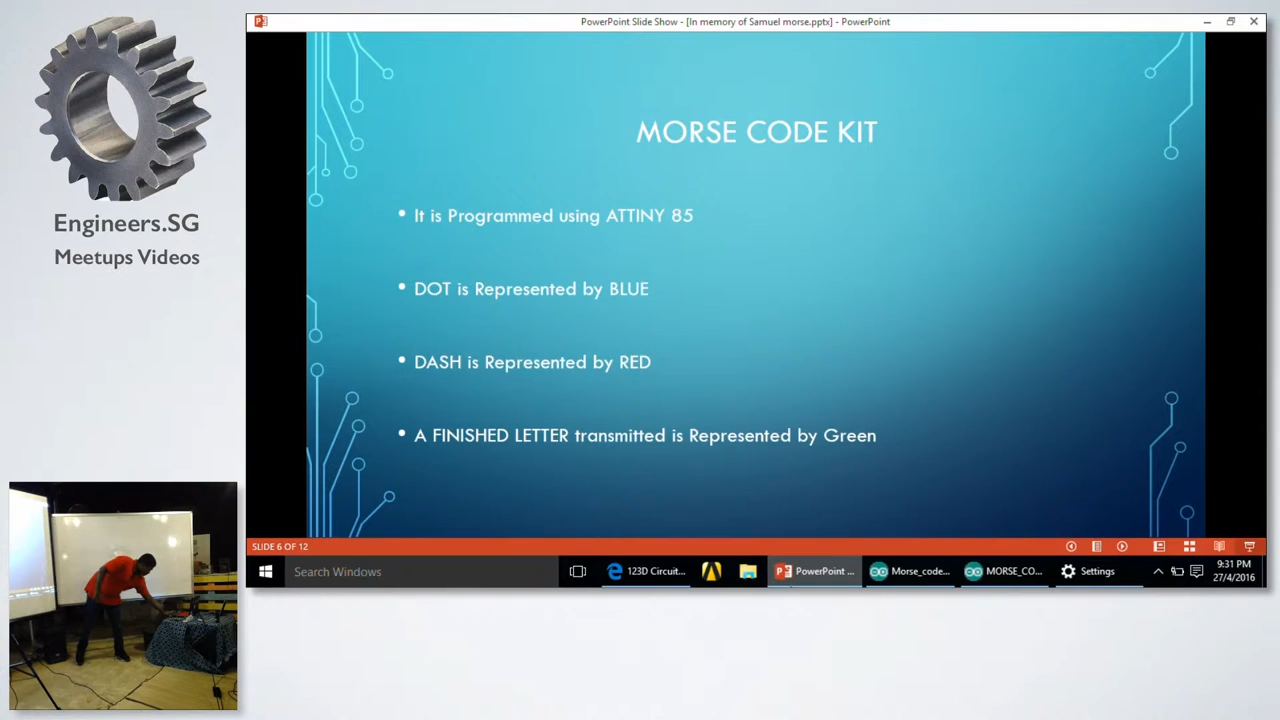 Engineers.SG
Meetups Videos
PowerPoint Slide Show - [In memory of Samuel morse.pptx] - PowerPoint
MORSE CODE KIT
• It is Programmed using ATTINY 85
• DOT is Represented by BLUE
• DASH is Represented by RED
• A FINISHED LETTER transmitted is Represented by Green
SLIDE 6 OF 12
Search Windows
123D Circuit...
PowerPoint ...
Morse_code...
MORSE_CO...
Settings
9:31 PM
27/4/2016